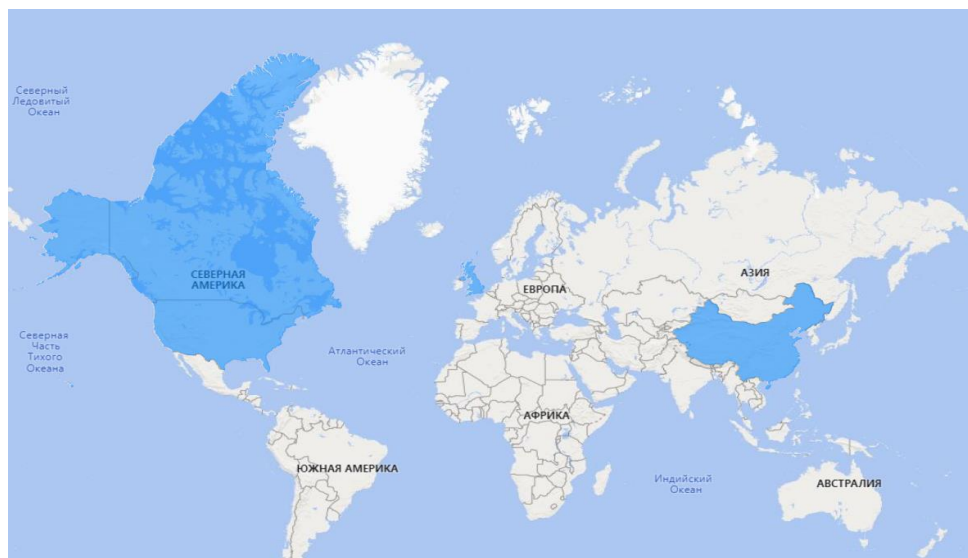 Северный
Ледовитый
Океан
СЕВЕРНАЯ
АМЕРИКА
АЗИЯ
ЕВРОПА
Северная
Часть
Тихого
Океана
Атлантический
Океан
АФРИКА
ЮЖНАЯ АМЕРИКА
Индийский
Океан
АВСТРАЛИЯ